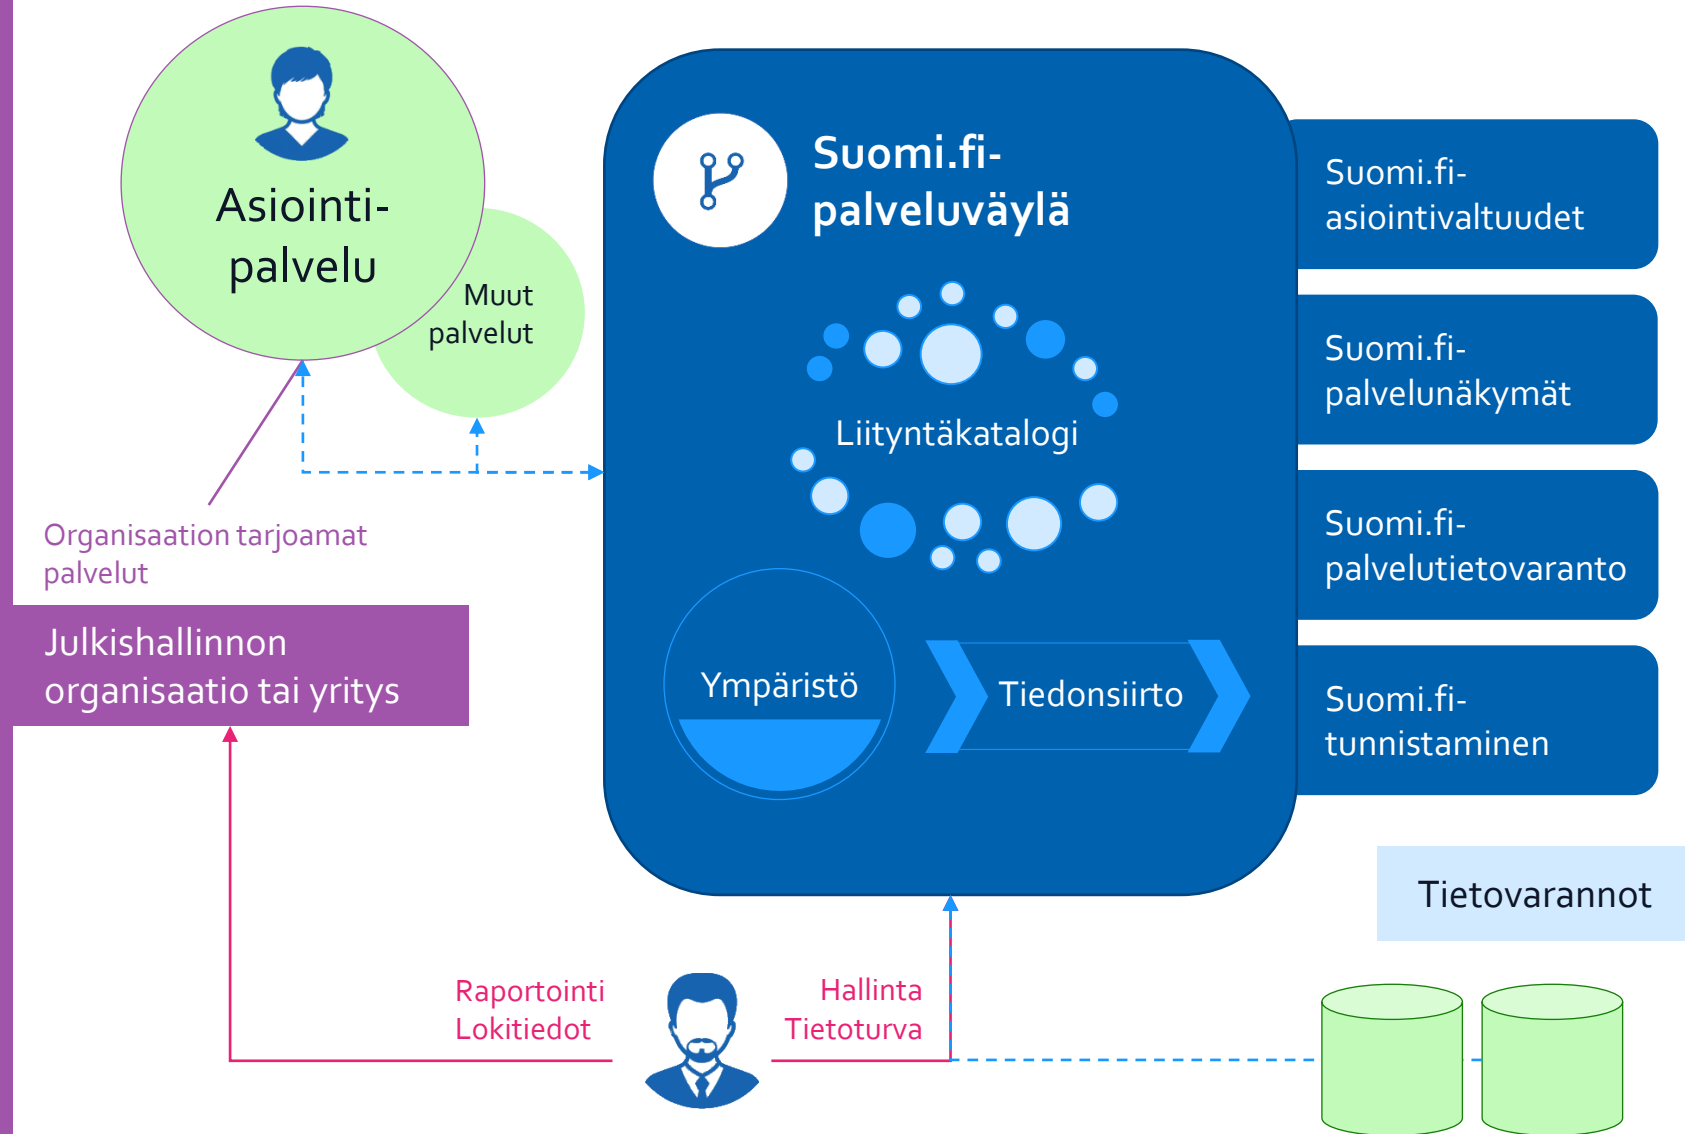 Asiointi-
palvelu
Muut
palvelut
Organisaation tarjoamat
palvelut
Julkishallinnon
organisaatio tai yritys
Suomi.fi-
palveluväylä
Liityntäkatalogi
Ympäristö
Tiedonsiirto
Suomi.fi-
asiointivaltuudet
Suomi.fi-
palvelunäkymät
Suomi.fi-
palvelutietovaranto
Suomi.fi-
tunnistaminen
Tietovarannot
Raportointi
Lokitiedot
Hallinta
Tietoturva